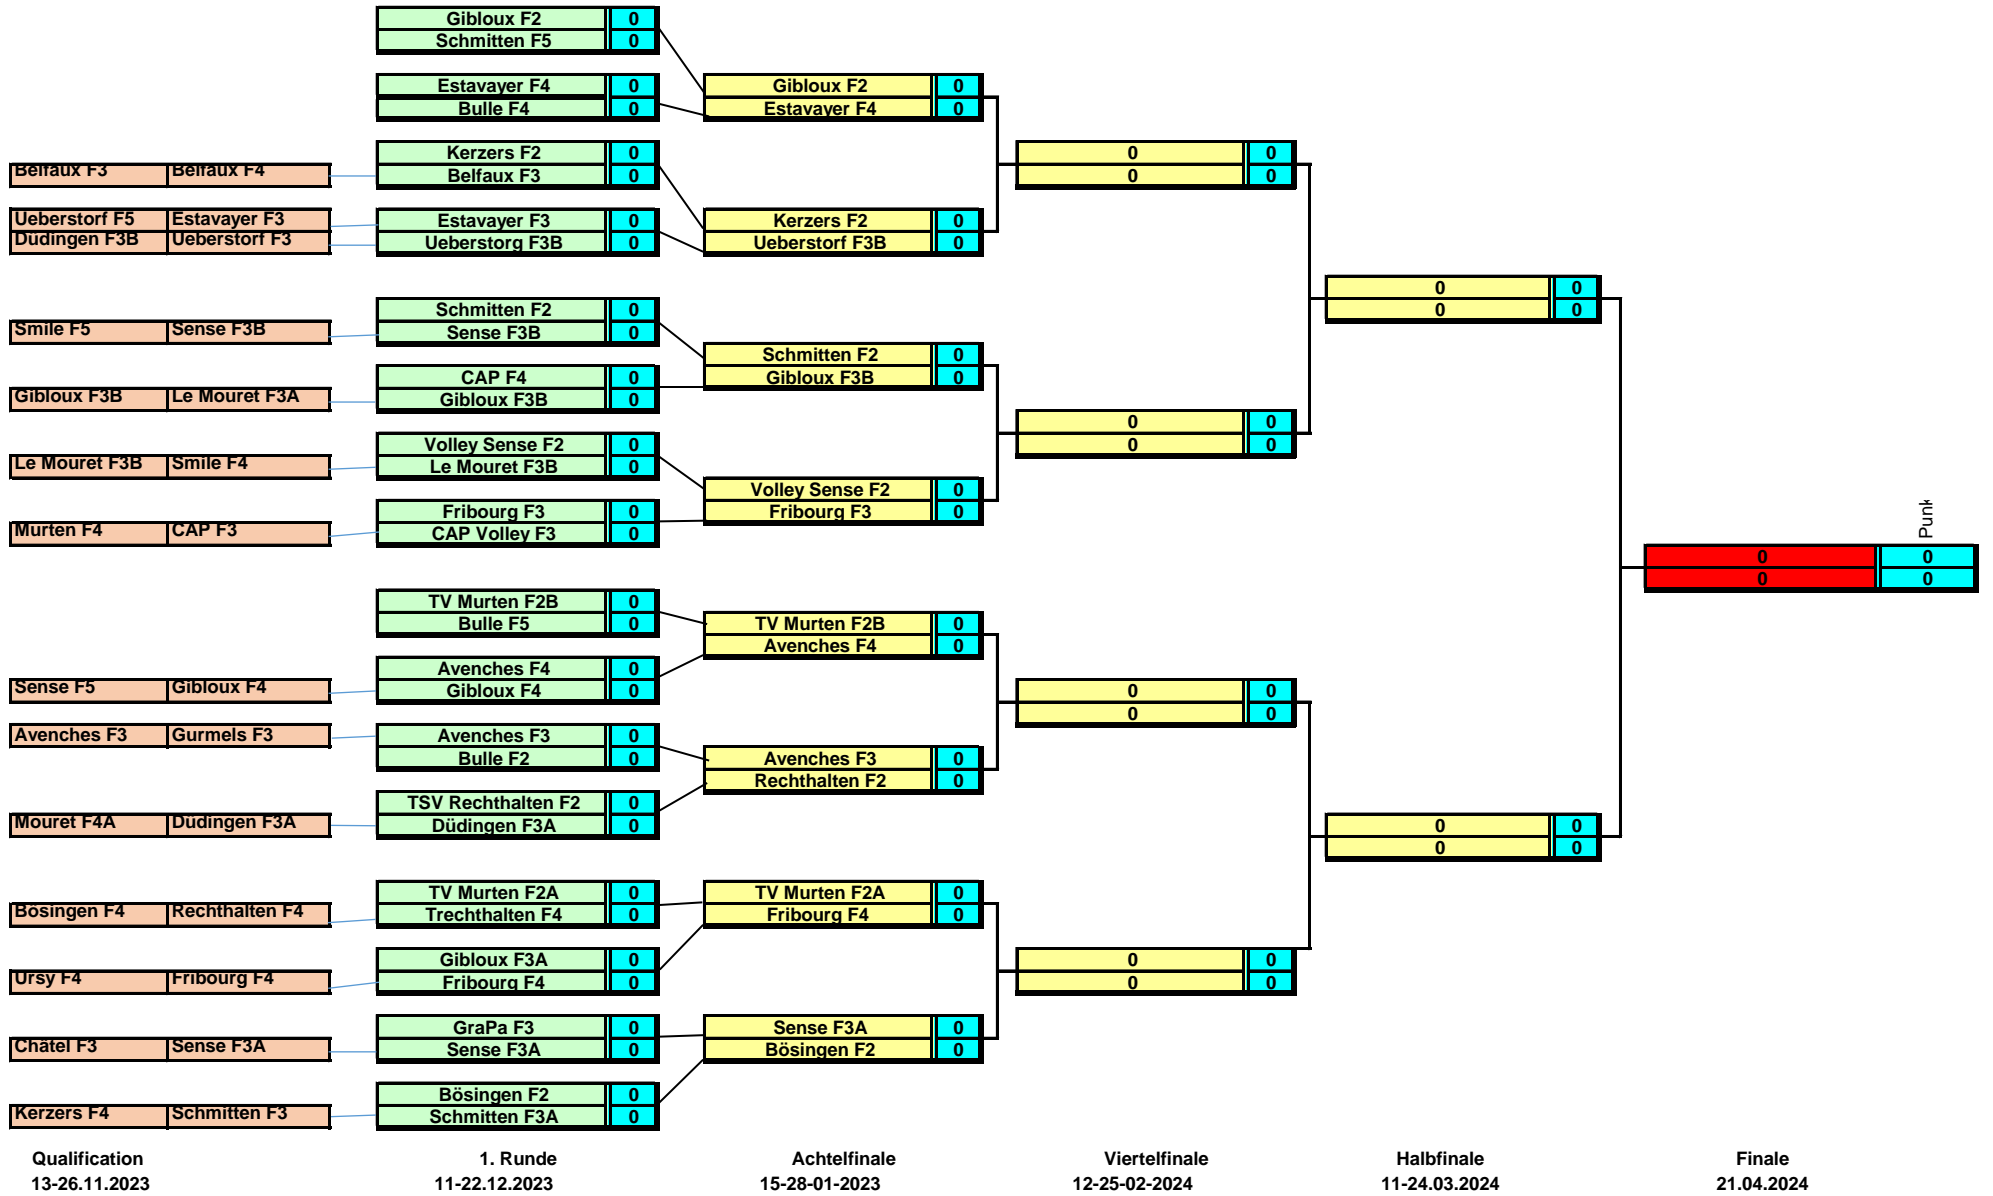 Gibloux F2 0
Schmitten F5 0
Estavayer F4 0
Bulle F4 0
Gibloux F2 0
Estavayer F4 0
Belfaux F3 Belfaux F4
Kerzers F2 0
Belfaux F3 0
0 0
0 0
Ueberstorf F5 Estavayer F3
Düdingen F3B Ueberstorf F3
Estavayer F3 0
Ueberstorg F3B 0
Kerzers F2 0
Ueberstorf F3B 0
0 0
0 0
Smile F5 Sense F3B
Schmitten F2 0
Sense F3B 0
Schmitten F2 0
Gibloux F3B 0
Gibloux F3B Le Mouret F3A
CAP F4 0
Gibloux F3B 0
0 0
0 0
Le Mouret F3B Smile F4
Volley Sense F2 0
Le Mouret F3B 0
Volley Sense F2 0
Fribourg F3 0
Murten F4 CAP F3
Fribourg F3 0
CAP Volley F3 0
Punk
0 0
0 0
TV Murten F2B 0
Bulle F5 0
TV Murten F2B 0
Avenches F4 0
Sense F5 Gibloux F4
Avenches F4 0
Gibloux F4 0
0 0
0 0
Avenches F3 Gurmels F3
Avenches F3 0
Bulle F2 0
Avenches F3 0
Rechthalten F2 0
Mouret F4A Düdingen F3A
TSV Rechthalten F2 0
Düdingen F3A 0
0 0
0 0
Bösingen F4 Rechthalten F4
TV Murten F2A 0
Trechthalten F4 0
TV Murten F2A 0
Fribourg F4 0
Ursy F4 Fribourg F4
Gibloux F3A 0
Fribourg F4 0
0 0
0 0
Châtel F3 Sense F3A
GraPa F3 0
Sense F3A 0
Sense F3A 0
Bösingen F2 0
Kerzers F4 Schmitten F3
Bösingen F2 0
Schmitten F3A 0
Qualification 1. Runde Achtelfinale Viertelfinale Halbfinale Finale
13-26.11.2023 11-22.12.2023 15-28-01-2023 12-25-02-2024 11-24.03.2024 21.04.2024